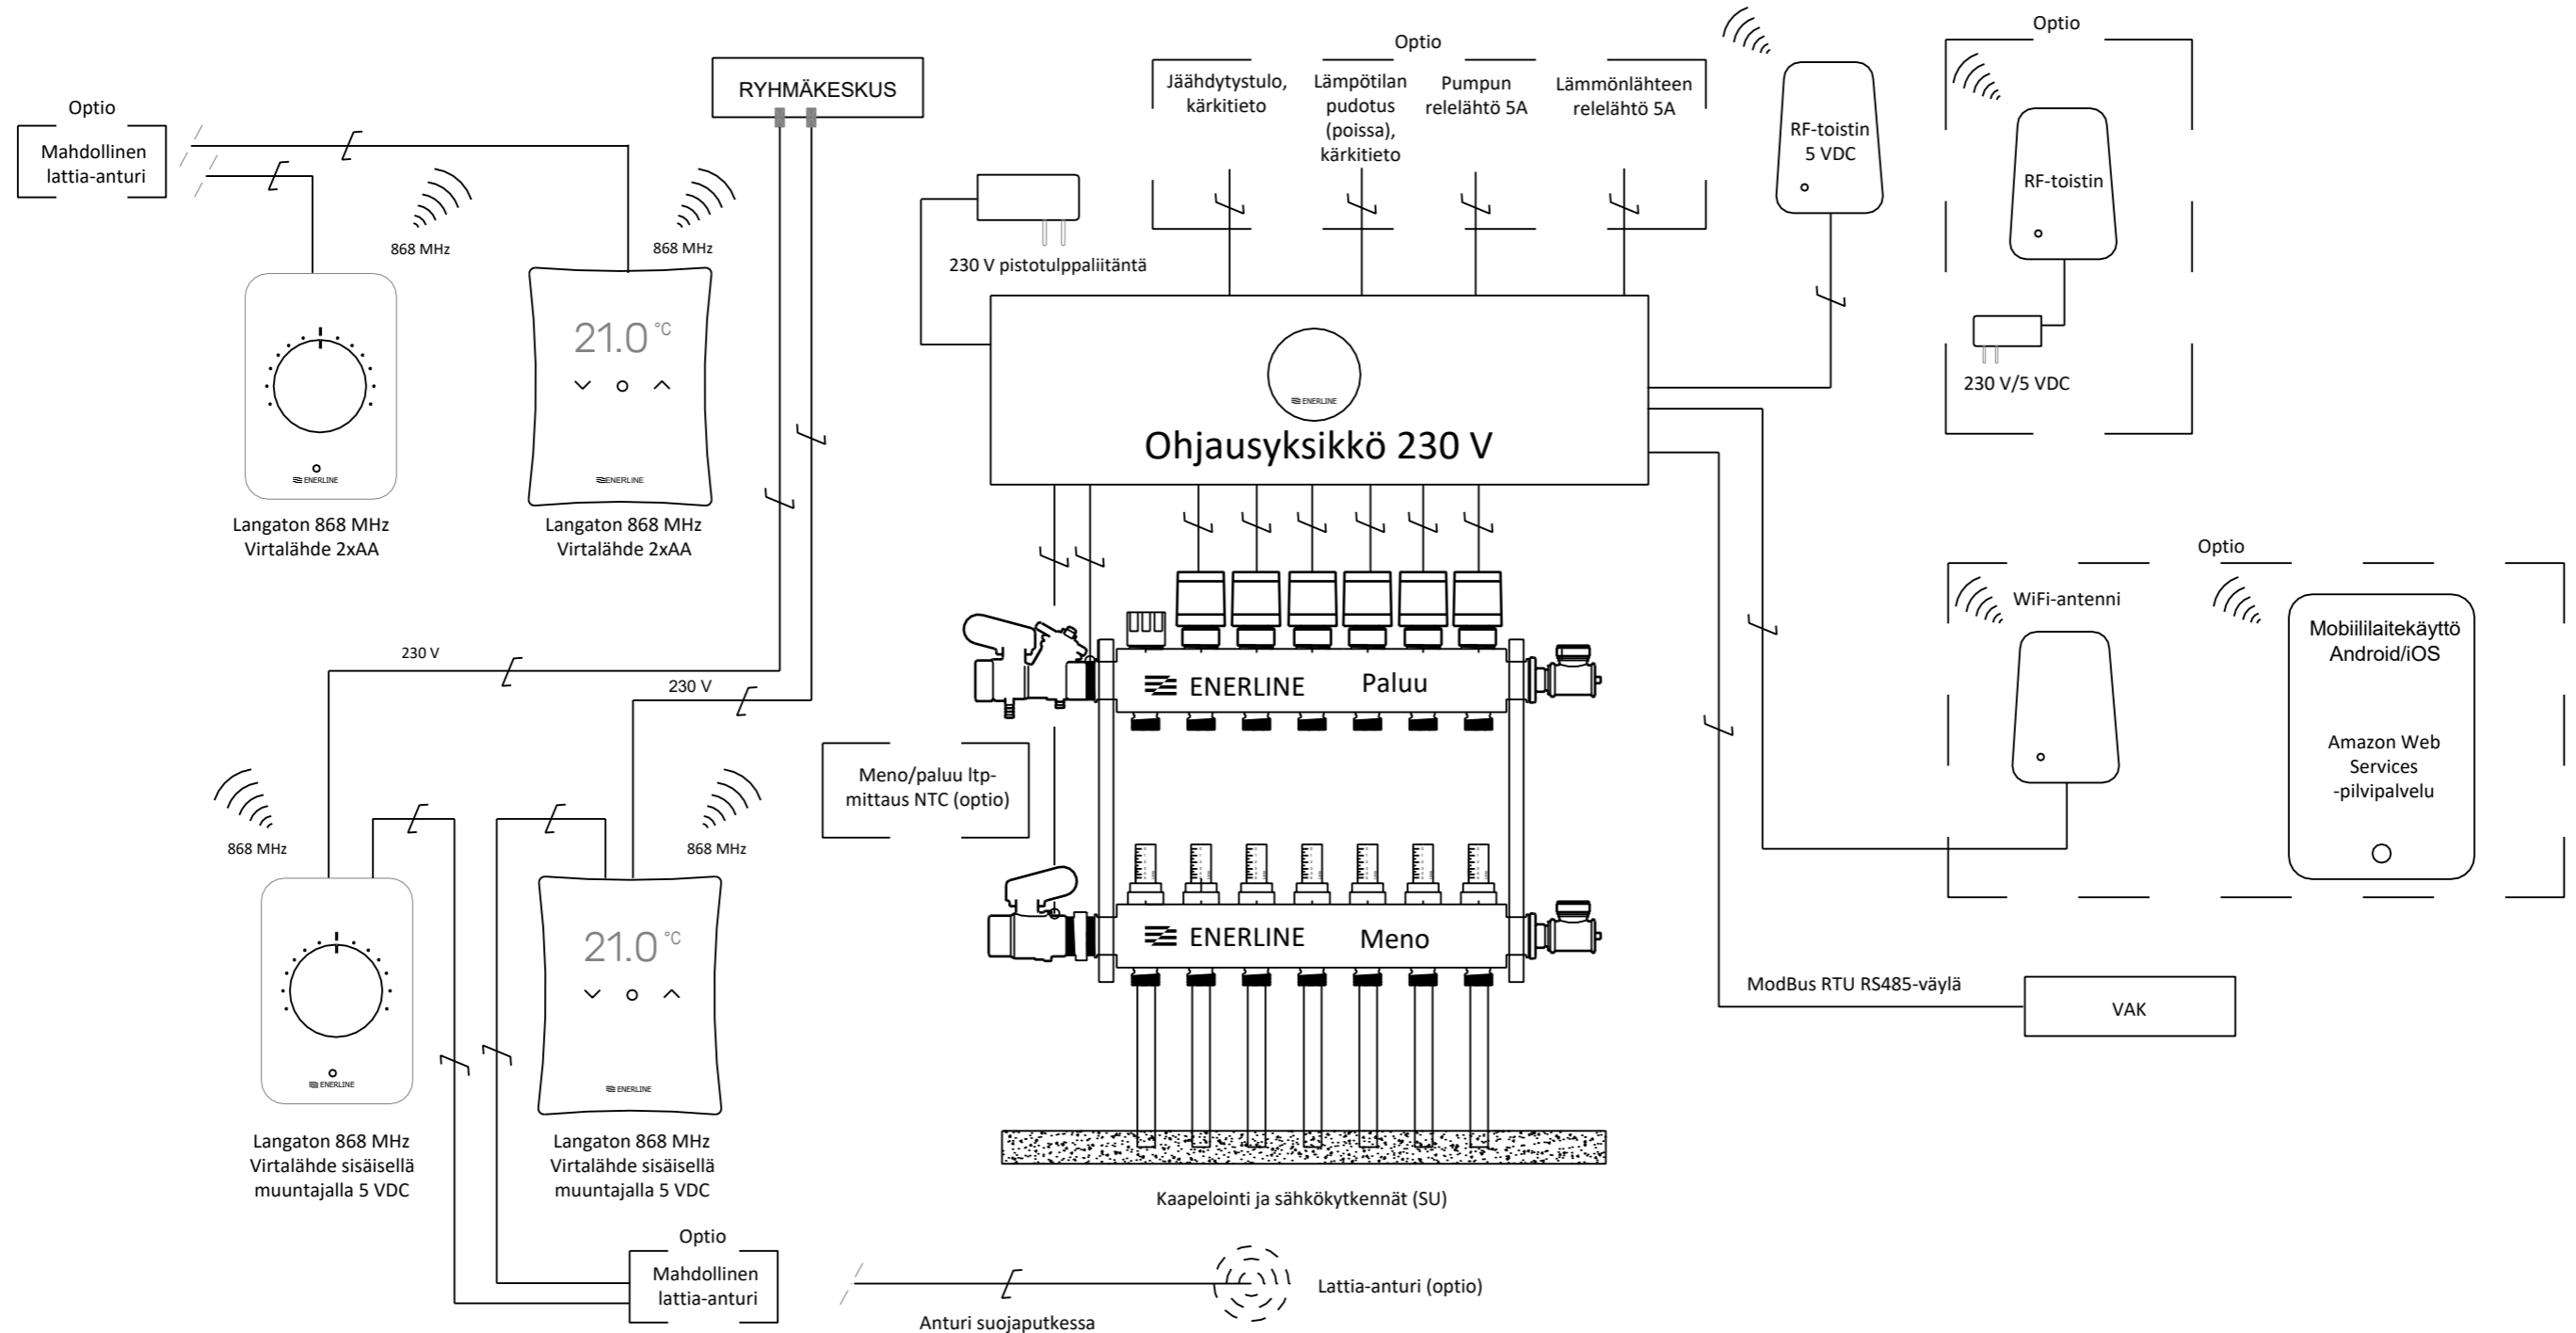 Optio
Mahdollinen
lattia-anturi
RYHMÄKESKUS
868 MHz
868 MHz
21.0 °C
ENERLINE
ENERLINE
Langaton 868 MHz
Virtalähde 2xAA
Langaton 868 MHz
Virtalähde 2xAA
230 V
230 V
868 MHz
868 MHz
21.0 °C
ENERLINE
ENERLINE
Langaton 868 MHz
Virtalähde sisäisellä
muuntajalla 5 VDC
Langaton 868 MHz
Virtalähde sisäisellä
muuntajalla 5 VDC
Optio
Mahdollinen
lattia-anturi
Optio
Jäähdytystulo,
kärkitieto
Lämpötilan
pudotus
(poissa),
kärkitieto
Pumpun
relelähtö 5A
Lämmönlähteen
relelähtö 5A
230 V pistotulppaliitäntä
ENERLINE
Ohjausyksikkö 230 V
ENERLINE Paluu
Meno/paluu ltp-
mittaus NTC (optio)
ENERLINE Meno
Kaapelointi ja sähkökytkennät (SU)
Lattia-anturi (optio)
Anturi suojaputkessa
RF-toistin
5 VDC
Optio
RF-toistin
230 V/5 VDC
Optio
WiFi-antenni
Mobiililaitekäyttö
Android/iOS
Amazon Web
Services
-pilvipalvelu
ModBus RTU RS485-väylä
VAK